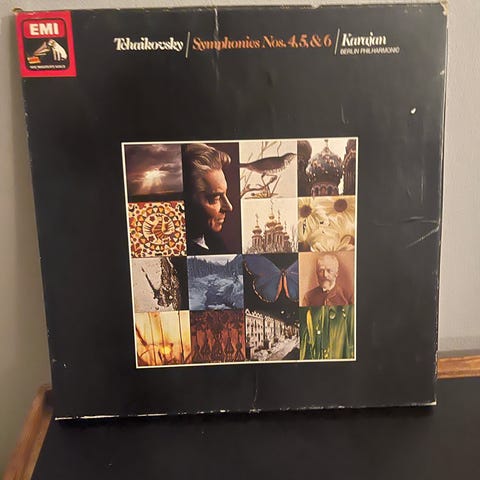 EMI
Tchaikovsky/Symphonies Nos. 4, 5, & 6/Karajan
BERLIN PHILHARMONIC